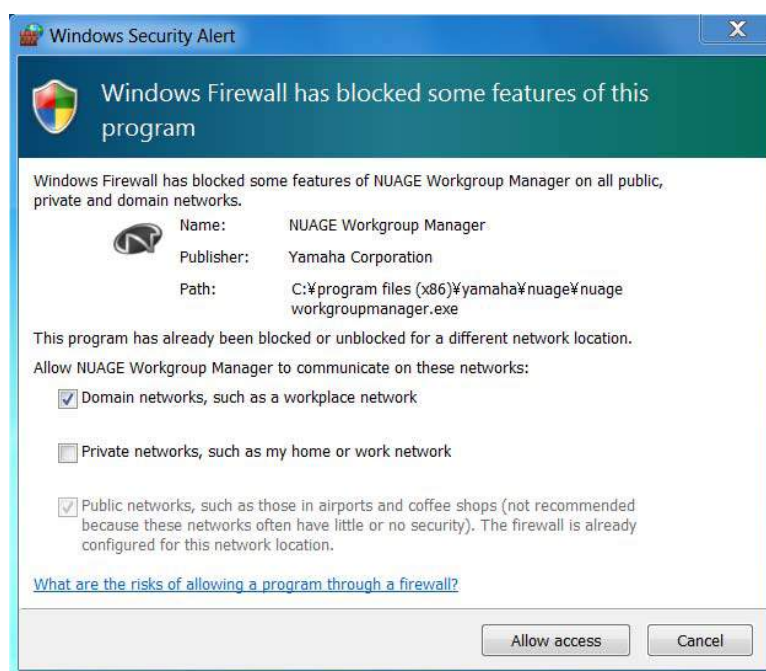 Windows Security Alert
X
Windows Firewall has blocked some features of this
program
Windows Firewall has blocked some features of NUAGE Workgroup Manager on all public,
private and domain networks.
N
Name: NUAGE Workgroup Manager
Publisher: Yamaha Corporation
Path: C:¥program files (x86)¥yamaha¥nuage¥nuage
workgroupmanager.exe
This program has already been blocked or unblocked for a different network location.
Allow NUAGE Workgroup Manager to communicate on these networks:
Domain networks, such as a workplace network
Private networks, such as my home or work network
Public networks, such as those in airports and coffee shops (not recommended
because these networks often have little or no security). The firewall is already
configured for this network location.
What are the risks of allowing a program through a firewall?
Allow access Cancel